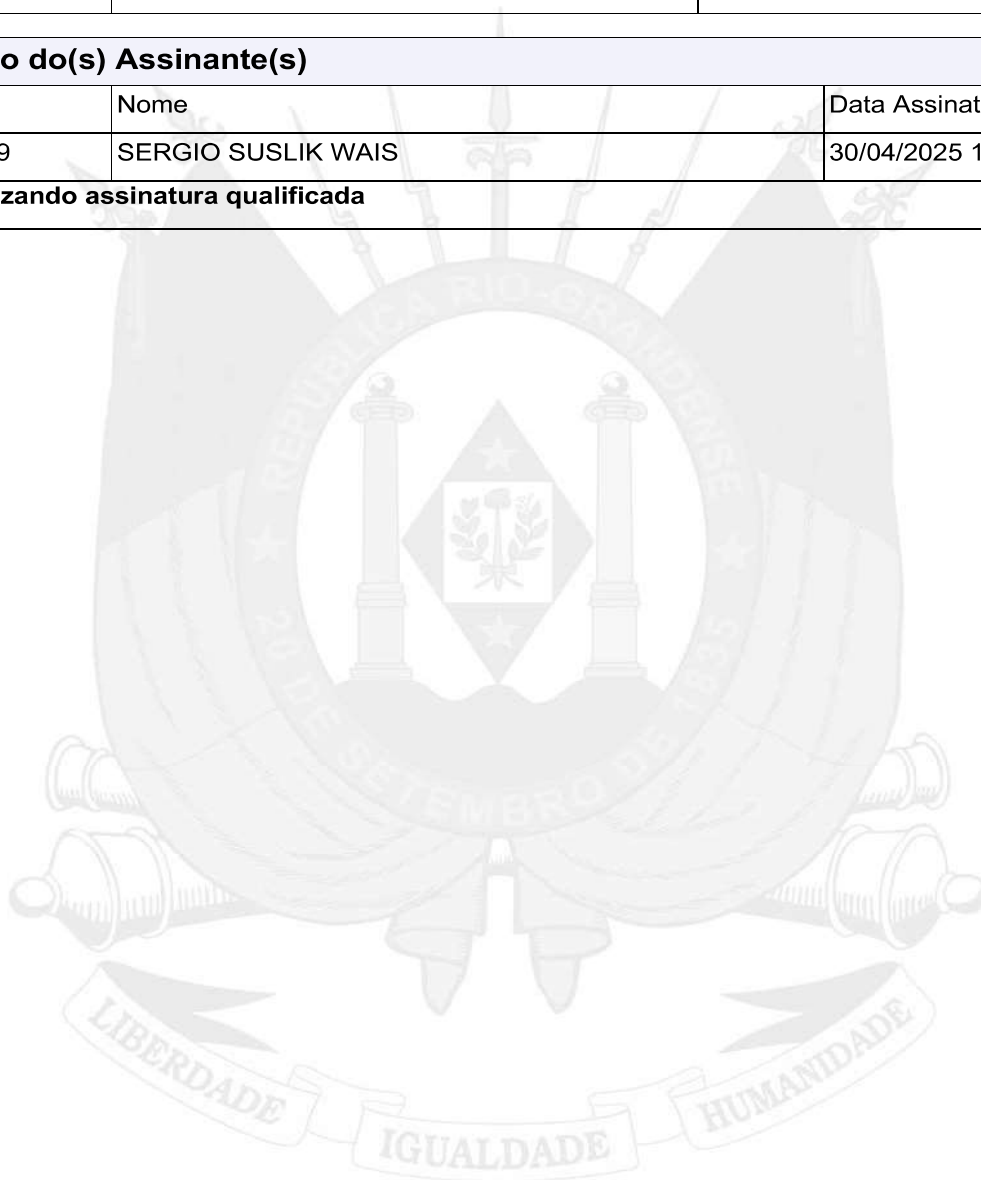 o do(s) Assinante(s)
Nome Data Assinat
9 SERGIO SUSLIK WAIS 30/04/2025 1
zando assinatura qualificada
REPUBLICA RIO-GRANDENSE
20 DE SETEMBRO DE 1835
LIBERDADE IGUALDADE HUMANIDADE